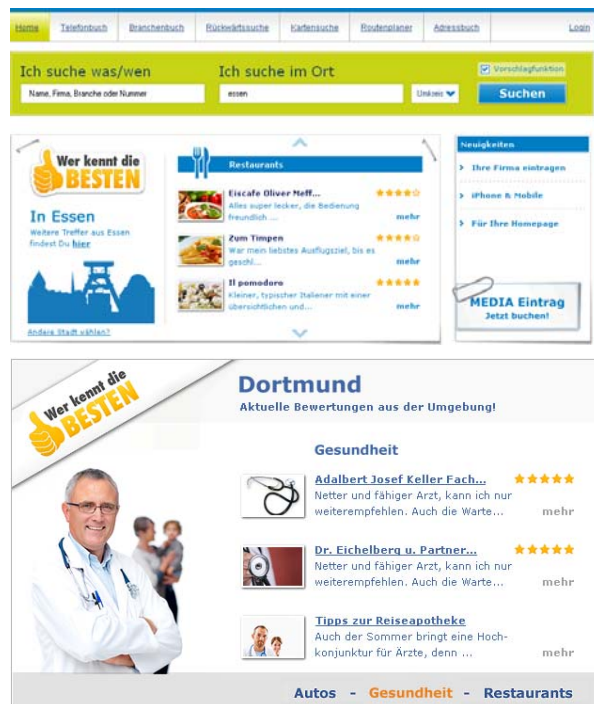 Home Telefonbuch Branchenbuch Rückwärtssuche Kartensuche Routenplaner Adressbuch Login
Ich suche was/wen
Ich suche im Ort
Vorschlagfunktion
Name, Firma, Branche oder Nummer
essen
Umkreis
Suchen
Wer kennt die
BESTEN
In Essen
Weitere Treffer aus Essen
findest Du hier
Andere Stadt wählen?
Restaurants
Eiscafe Oliver Neff...
Alles super lecker, die Bedienung
freundlich ...
mehr
Zum Timpen
War mein liebstes Ausflugsziel, bis es
geschl...
mehr
Il pomodoro
Kleiner, typischer Italiener mit einer
übersichtlichen und...
mehr
Neuigkeiten
Ihre Firma eintragen
iPhone & Mobile
Für Ihre Homepage
MEDIA Eintrag
Jetzt buchen!
Wer kennt die
BESTEN
Dortmund
Aktuelle Bewertungen aus der Umgebung!
Gesundheit
Adalbert Josef Keller Fach...
Netter und fähiger Arzt, kann ich nur
weiterempfehlen. Auch die Warte...
mehr
Dr. Eichelberg u. Partner...
Netter und fähiger Arzt, kann ich nur
weiterempfehlen. Auch die Warte...
mehr
Tipps zur Reiseapotheke
Auch der Sommer bringt eine Hoch-
konjunktur für Ärzte, denn ...
mehr
Autos - Gesundheit - Restaurants